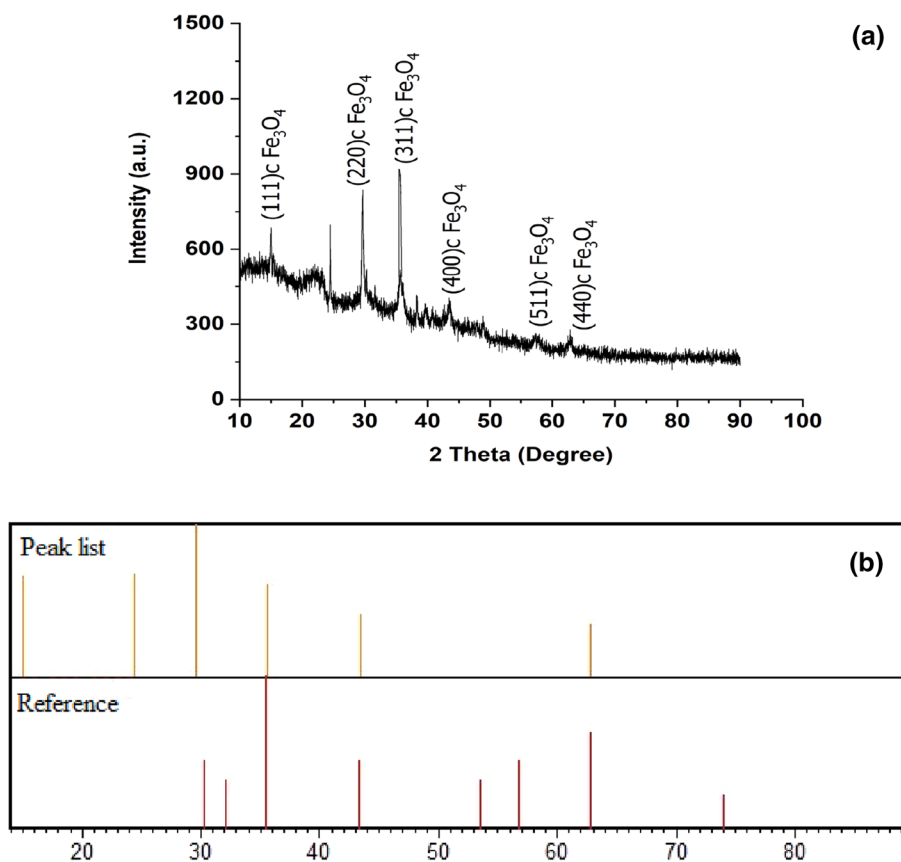 (a)
1500
1200
900
600
300
0
Intensity (a.u.)
(111)c Fe3O4
(220)c Fe3O4
(311)c Fe3O4
(400)c Fe3O4
(511)c Fe3O4
(440)c Fe3O4
10 20 30 40 50 60 70 80 90 100
2 Theta (Degree)
Peak list
(b)
Reference
20 30 40 50 60 70 80